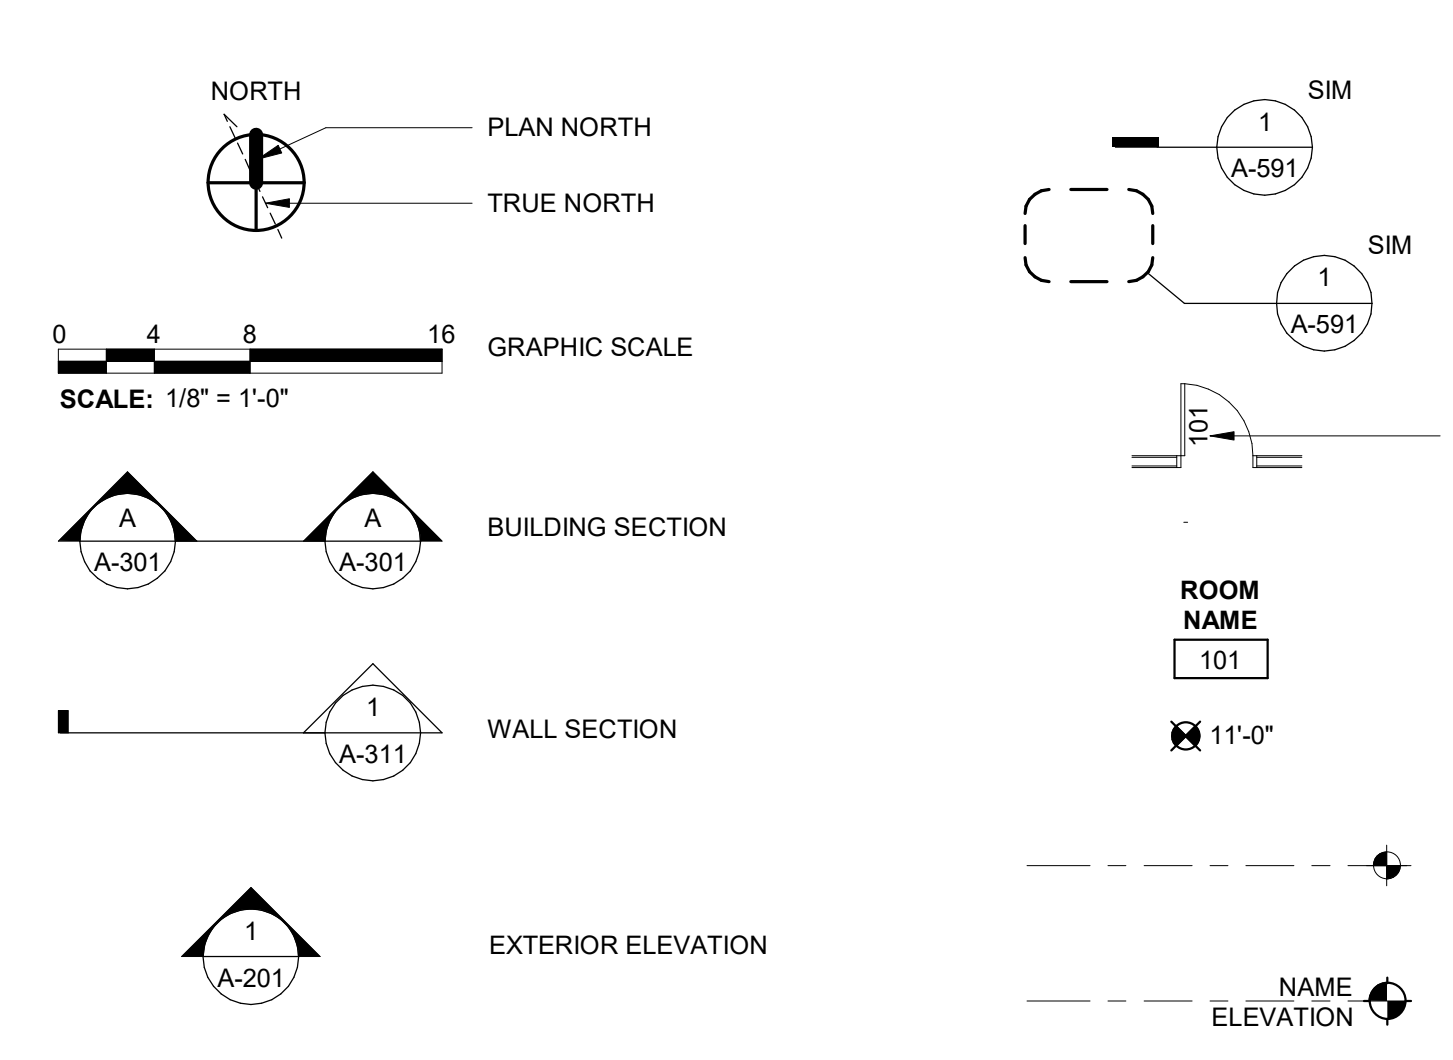 NORTH
PLAN NORTH
TRUE NORTH
0 4 8 16
GRAPHIC SCALE
SCALE: 1/8" = 1'-0"
A
A-301
A
A-301
BUILDING SECTION
1
A-311
WALL SECTION
1
A-201
EXTERIOR ELEVATION
SIM
1
A-591
SIM
1
A-591
101
ROOM
NAME
101
11'-0"
NAME
ELEVATION